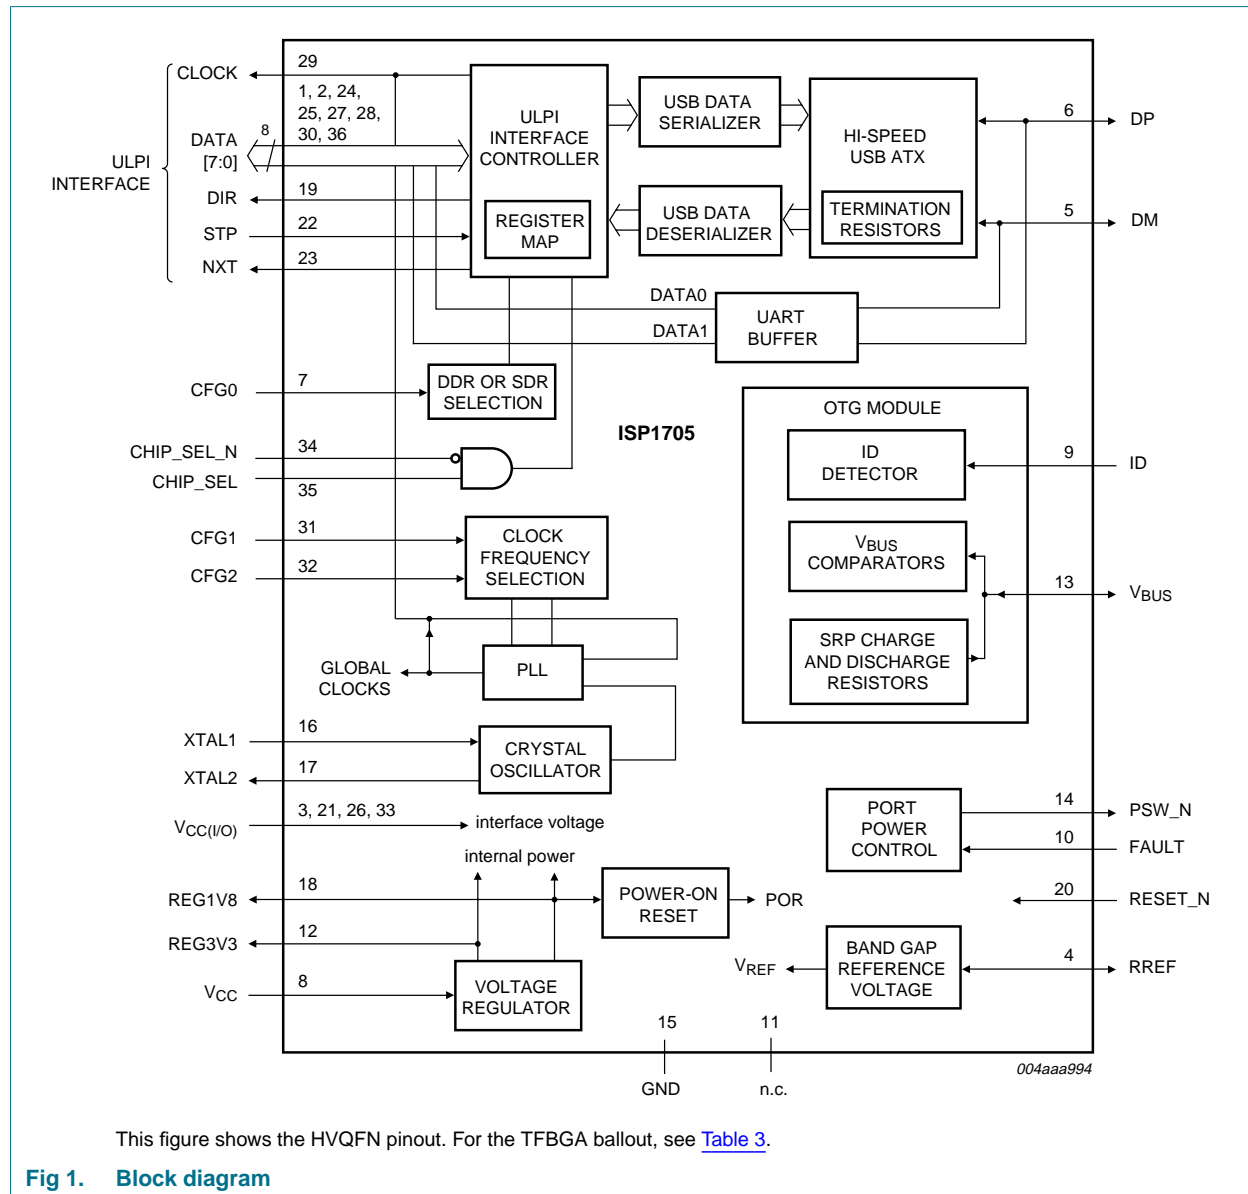 29
CLOCK
1, 2, 24,
25, 27, 28,
30, 36
8
DATA
[7:0]
ULPI
INTERFACE
19
DIR
22
STP
23
NXT
ULPI
INTERFACE
CONTROLLER
REGISTER
MAP
USB DATA
SERIALIZER
USB DATA
DESERIALIZER
HI-SPEED
USB ATX
TERMINATION
RESISTORS
6
DP
5
DM
DATA0
DATA1
UART
BUFFER
7
CFG0
DDR OR SDR
SELECTION
ISP1705
34
CHIP_SEL_N
CHIP_SEL
35
31
CFG1
32
CFG2
CLOCK
FREQUENCY
SELECTION
PLL
GLOBAL
CLOCKS
16
XTAL1
17
XTAL2
CRYSTAL
OSCILLATOR
OTG MODULE
ID
DETECTOR
9
ID
VBUS
COMPARATORS
13
VBUS
SRP CHARGE
AND DISCHARGE
RESISTORS
3, 21, 26, 33
VCC(I/O)
interface voltage
internal power
18
REG1V8
12
REG3V3
8
VCC
VOLTAGE
REGULATOR
POWER-ON
RESET
POR
PORT
POWER
CONTROL
14
PSW_N
10
FAULT
20
RESET_N
VREF
BAND GAP
REFERENCE
VOLTAGE
4
RREF
15
GND
11
n.c.
004aaa994
This figure shows the HVQFN pinout. For the TFBGA ballout, see Table 3.
Fig 1. Block diagram